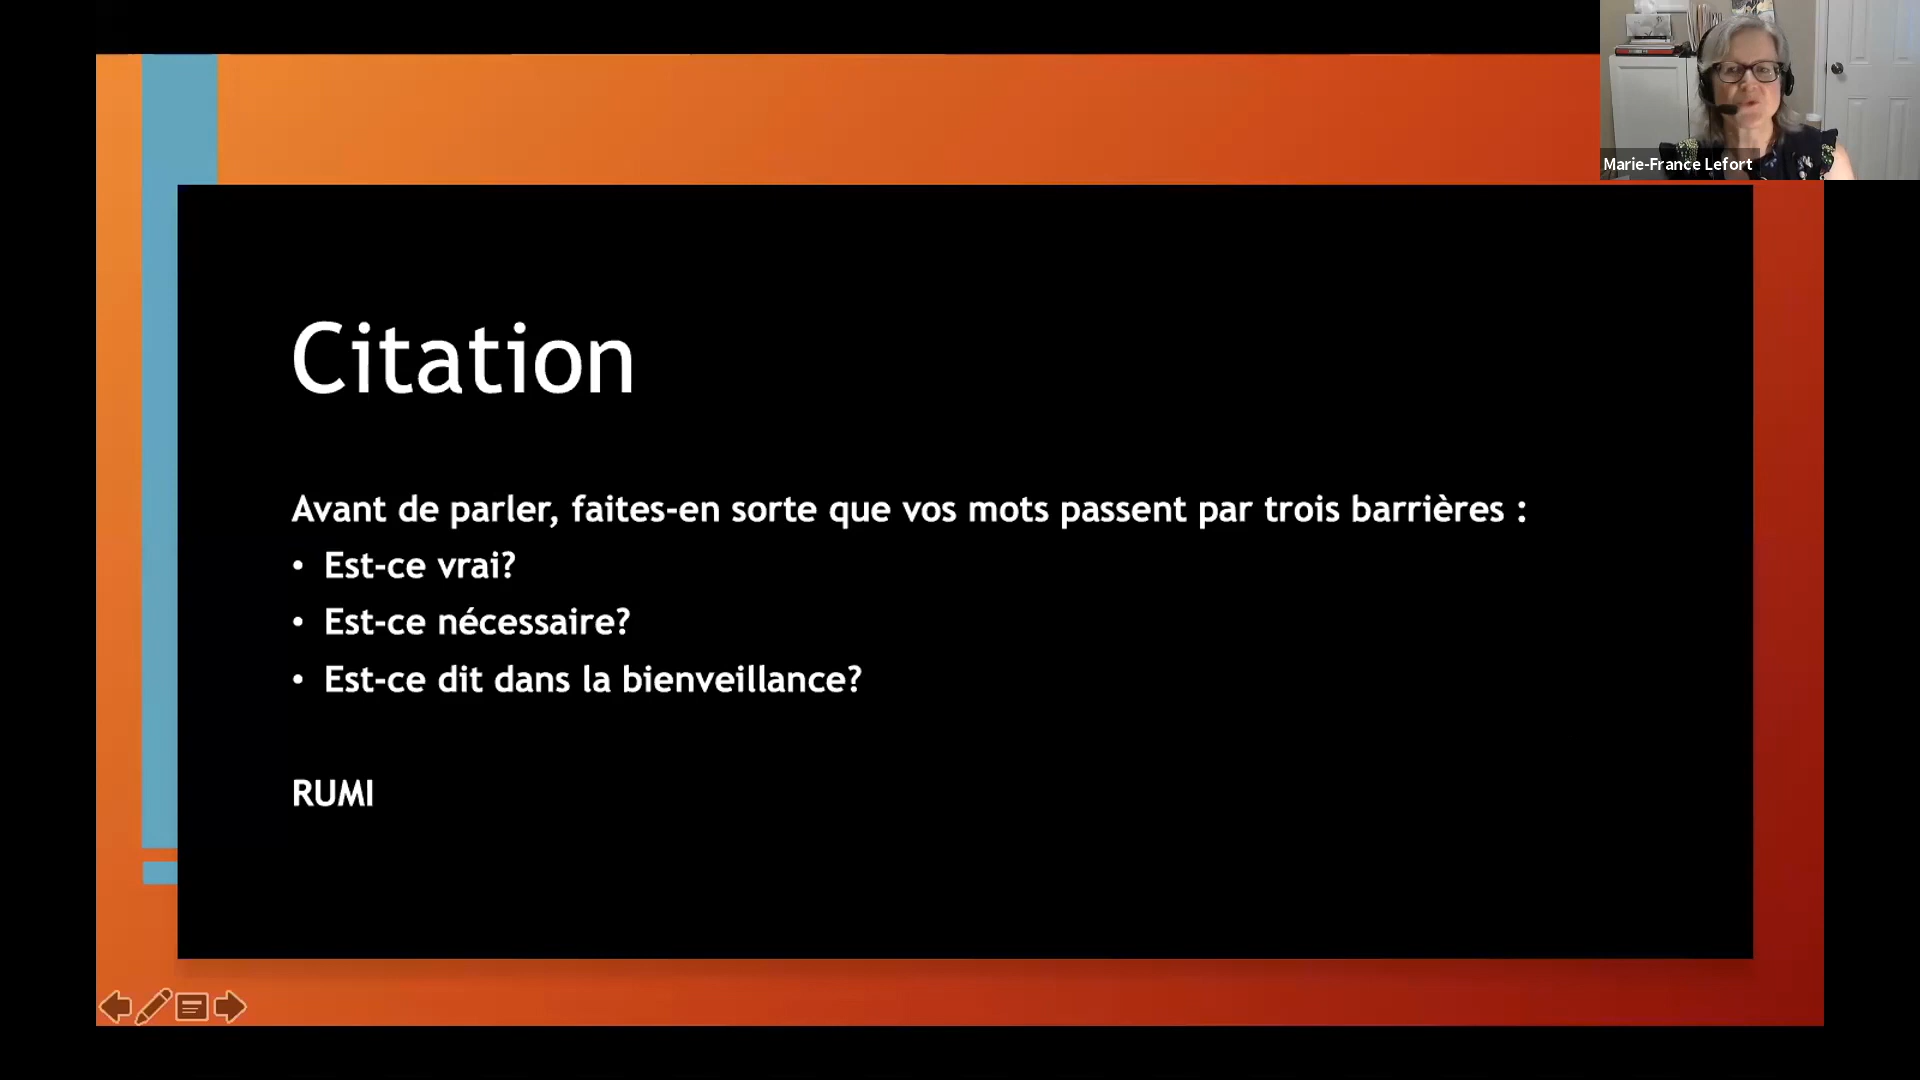 Marie-France Lefort
Citation
Avant de parler, faites-en sorte que vos mots passent par trois barrières :
• Est-ce vrai?
• Est-ce nécessaire?
• Est-ce dit dans la bienveillance?
RUMI